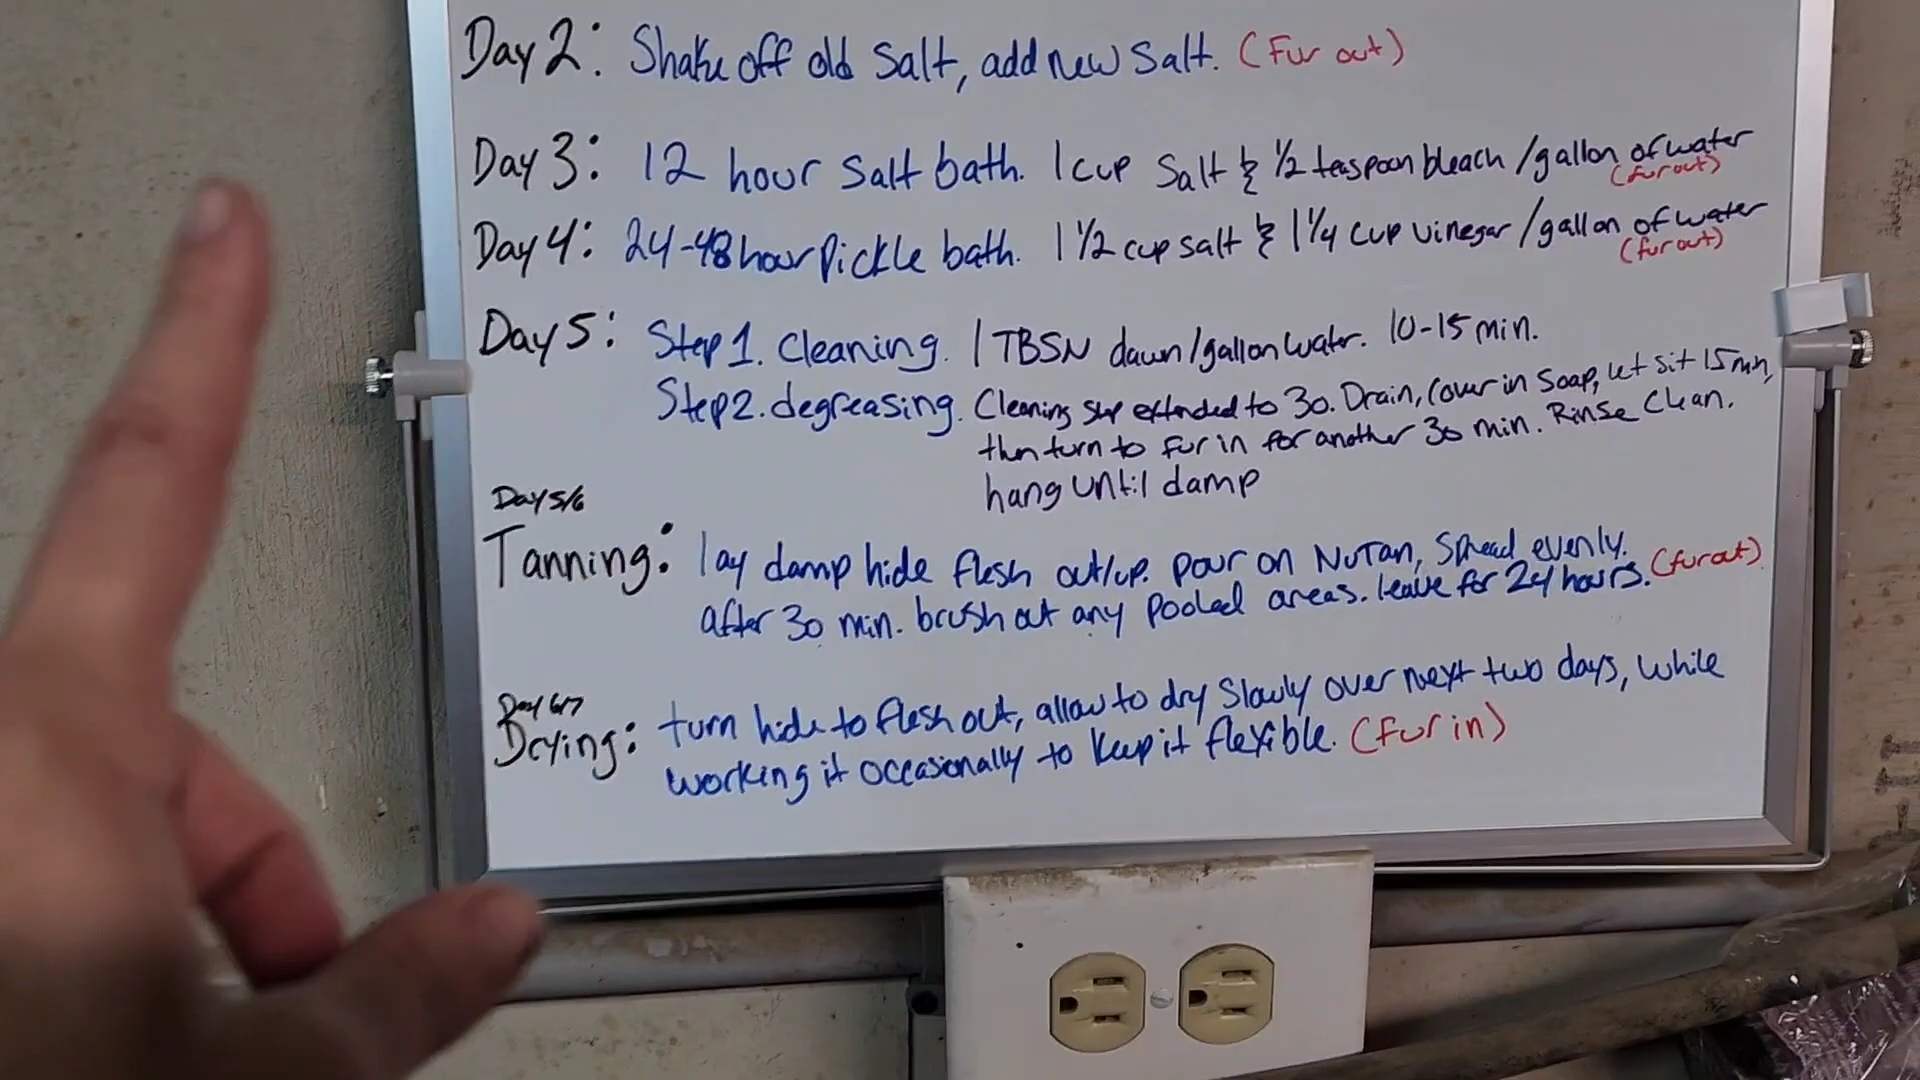 Day 2: Shake off old salt, add new salt. (Fur out)
Day 3: 12 hour salt bath. 1 cup salt & 1/2 teaspoon bleach /gallon of water
(fur out)
Day 4: 24-48 hour Pickle bath. 1 1/2 cup salt & 1 1/4 cup vinegar /gallon of water
(fur out)
Day 5: Step 1. Cleaning. 1 TBSN dawn/gallon water. 10-15 min.
Step 2. degreasing. Cleaning step extended to 30. Drain, cover in soap, let sit 15 min,
then turn to fur in for another 30 min. Rinse clean.
hang until damp
Day 5/6
Tanning: lay damp hide flesh out/up. pour on NuTan, spread evenly.
after 30 min. brush out any pooled areas. leave for 24 hours. (fur out)
Day 6/7
Drying: turn hide to flesh out, allow to dry slowly over next two days, while
working it occasionally to keep it flexible. (fur in)